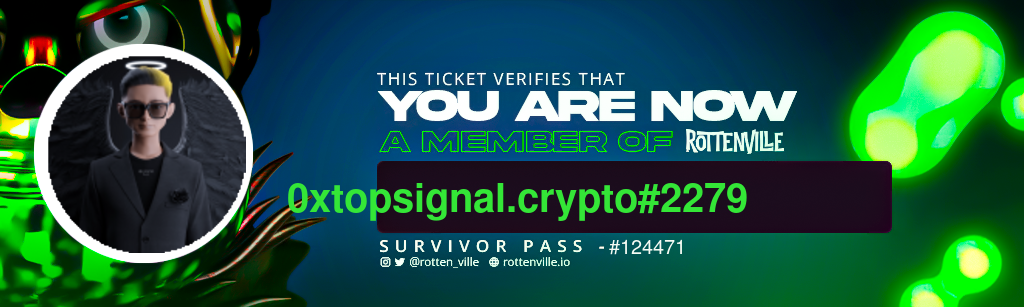 THIS TICKET VERIFIES THAT
YOU ARE NOW
A MEMBER OF ROTTENVILLE
0xtopsignal.crypto#2279
SURVIVOR PASS - #124471
@rotten_ville rottenville.io